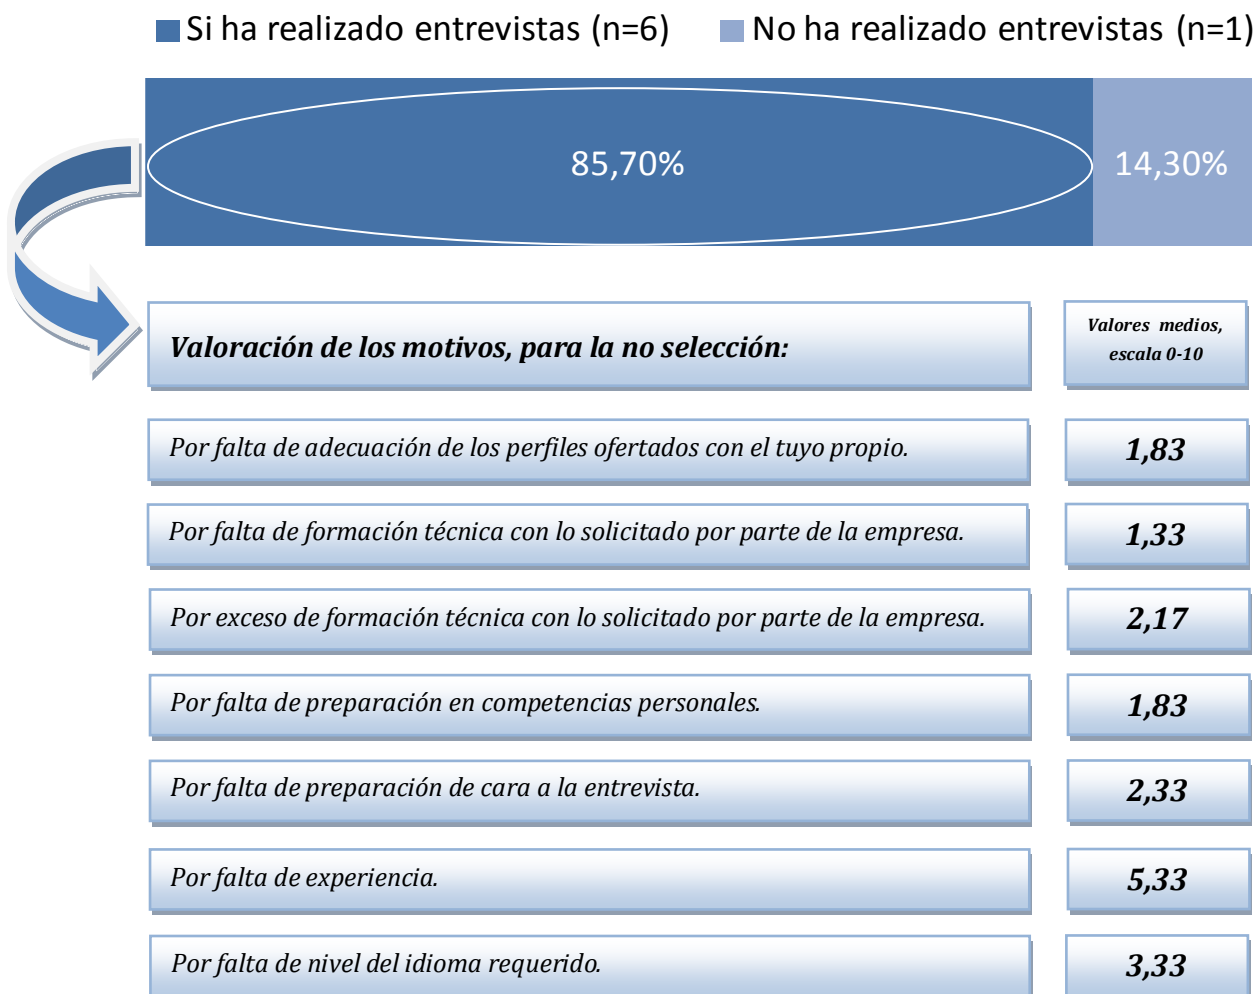 Si ha realizado entrevistas (n=6) No ha realizado entrevistas (n=1)
85,70% 14,30%
Valoración de los motivos, para la no selección:
Valores medios,
escala 0-10
Por falta de adecuación de los perfiles ofertados con el tuyo propio. 1,83
Por falta de formación técnica con lo solicitado por parte de la empresa. 1,33
Por exceso de formación técnica con lo solicitado por parte de la empresa. 2,17
Por falta de preparación en competencias personales. 1,83
Por falta de preparación de cara a la entrevista. 2,33
Por falta de experiencia. 5,33
Por falta de nivel del idioma requerido. 3,33